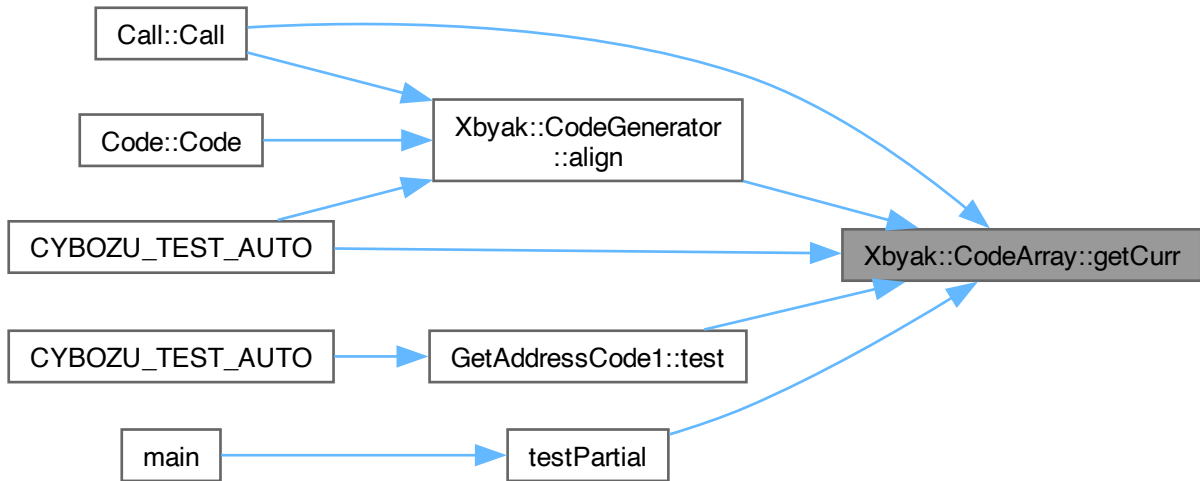 Call::Call
Code::Code
CYBOZU_TEST_AUTO
CYBOZU_TEST_AUTO
main
Xbyak::CodeGenerator
::align
GetAddressCode1::test
testPartial
Xbyak::CodeArray::getCurr